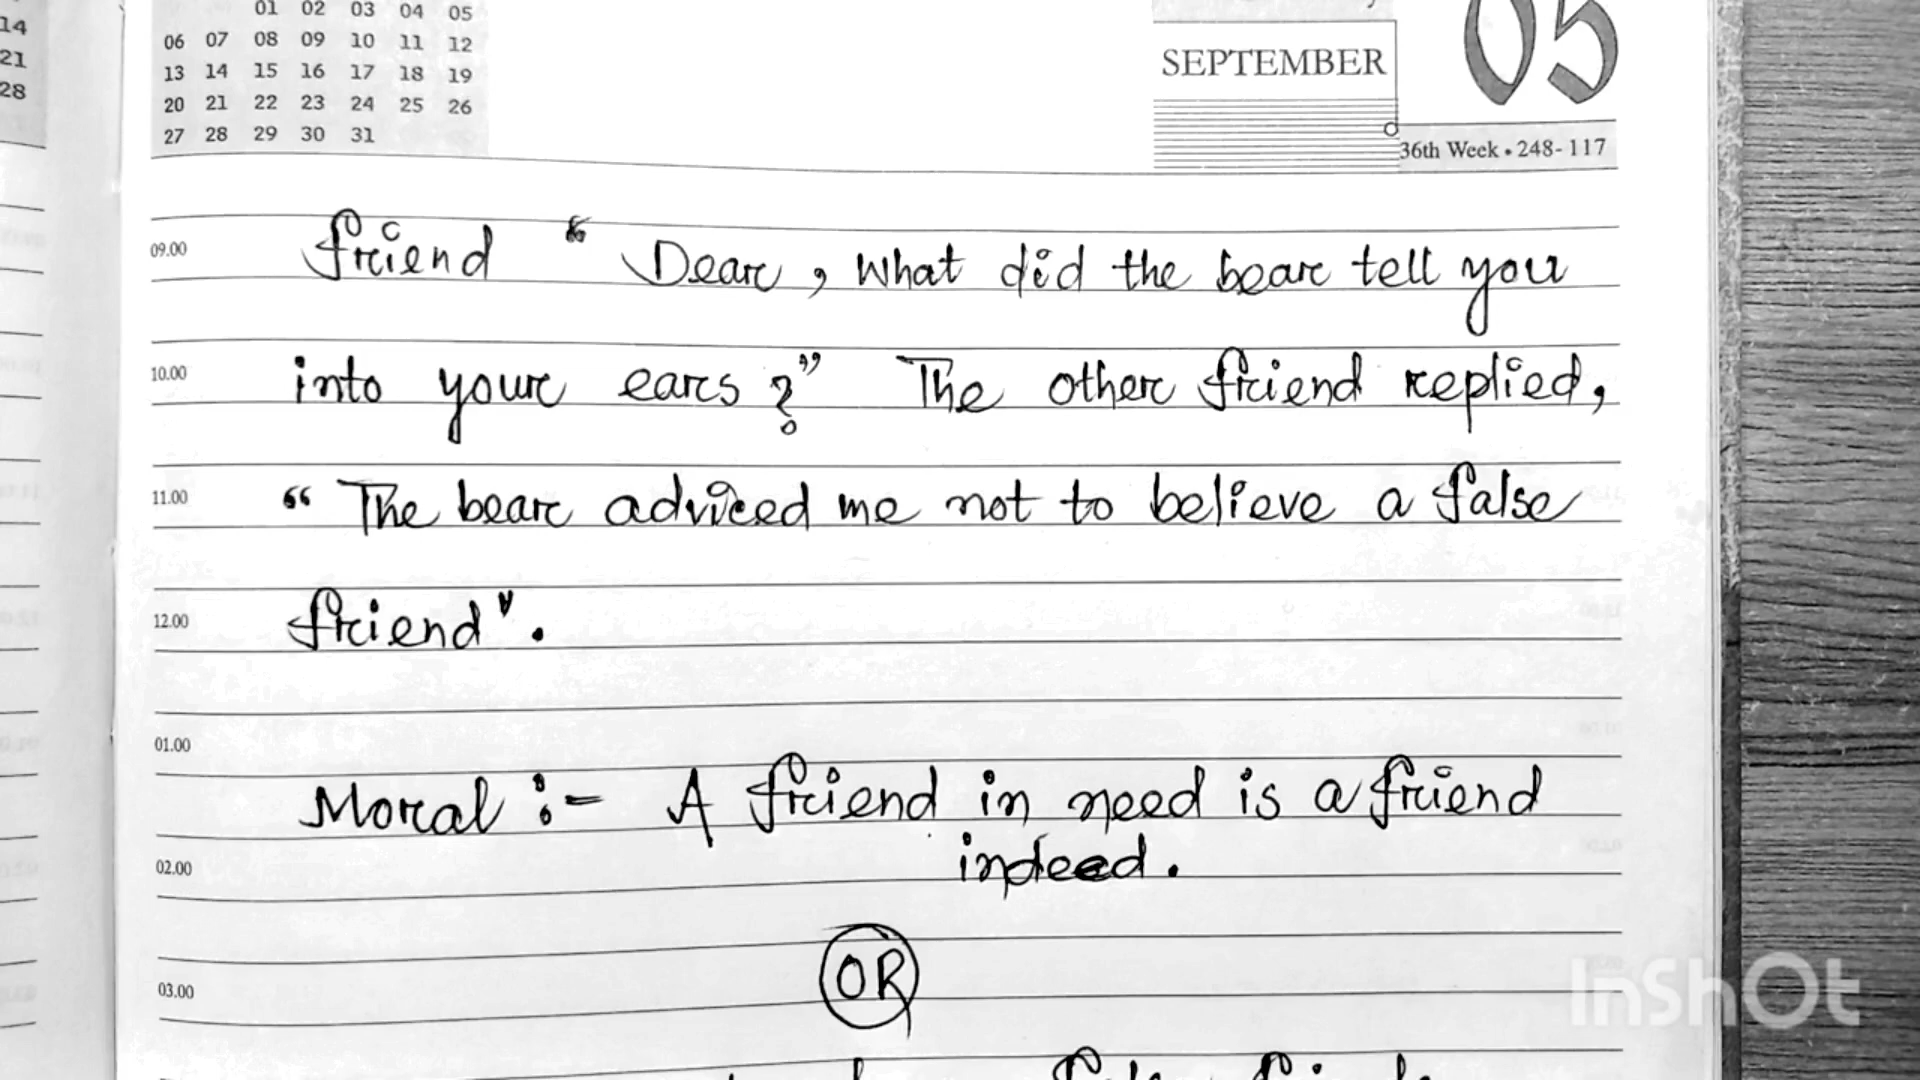 14
21
28
01 02 03 04 05
06 07 08 09 10 11 12
13 14 15 16 17 18 19
20 21 22 23 24 25 26
27 28 29 30 31
SEPTEMBER
05
36th Week • 248-117
09.00 friend “ Dear, What did the bear tell you
10.00 into your ears?” The other friend replied,
11.00 “ The bear adviced me not to believe a false
12.00 friend”.
01.00
Moral :- A friend in need is a friend
02.00 indeed.
OR
03.00
InShOt